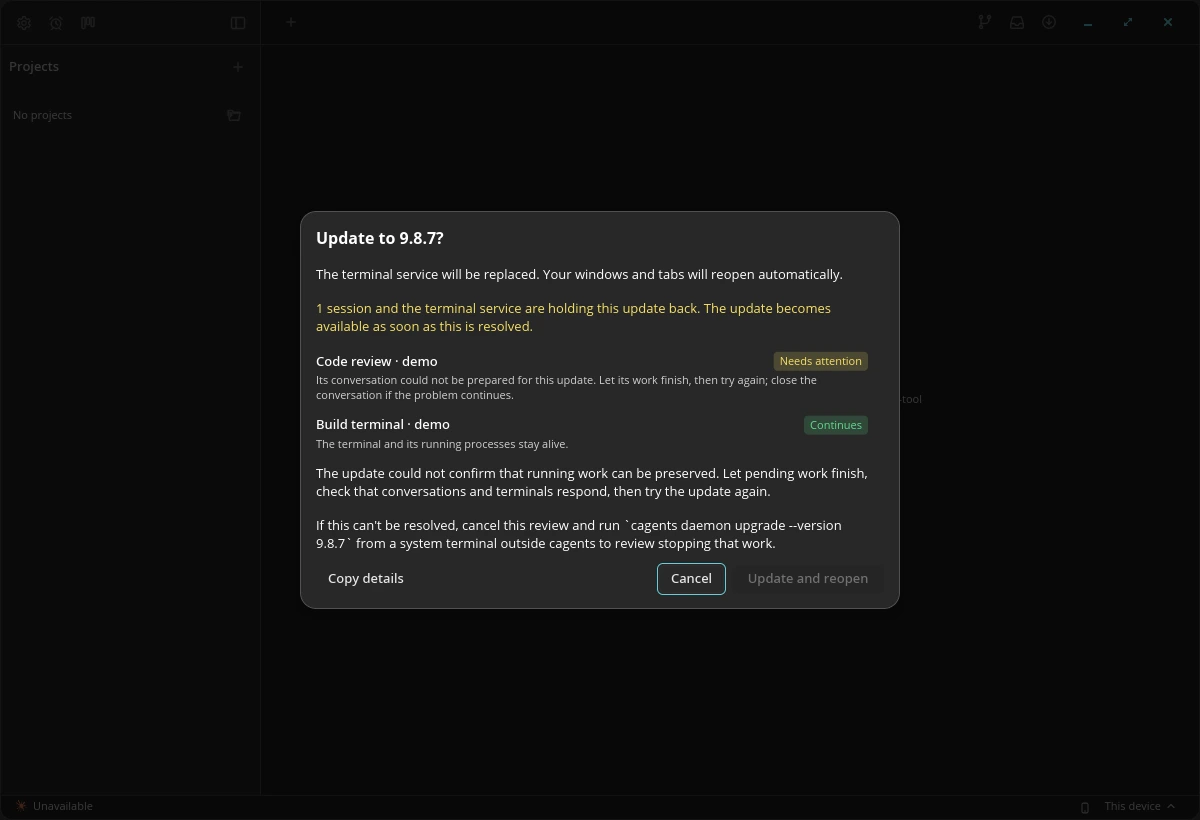 Projects
No projects
Update to 9.8.7?
The terminal service will be replaced. Your windows and tabs will reopen automatically.
1 session and the terminal service are holding this update back. The update becomes
available as soon as this is resolved.
Code review · demo
Needs attention
Its conversation could not be prepared for this update. Let its work finish, then try again; close the
conversation if the problem continues.
-tool
Build terminal · demo
Continues
The terminal and its running processes stay alive.
The update could not confirm that running work can be preserved. Let pending work finish,
check that conversations and terminals respond, then try the update again.
If this can't be resolved, cancel this review and run `cagents daemon upgrade --version
9.8.7` from a system terminal outside cagents to review stopping that work.
Copy details
Cancel
Update and reopen
Unavailable
This device